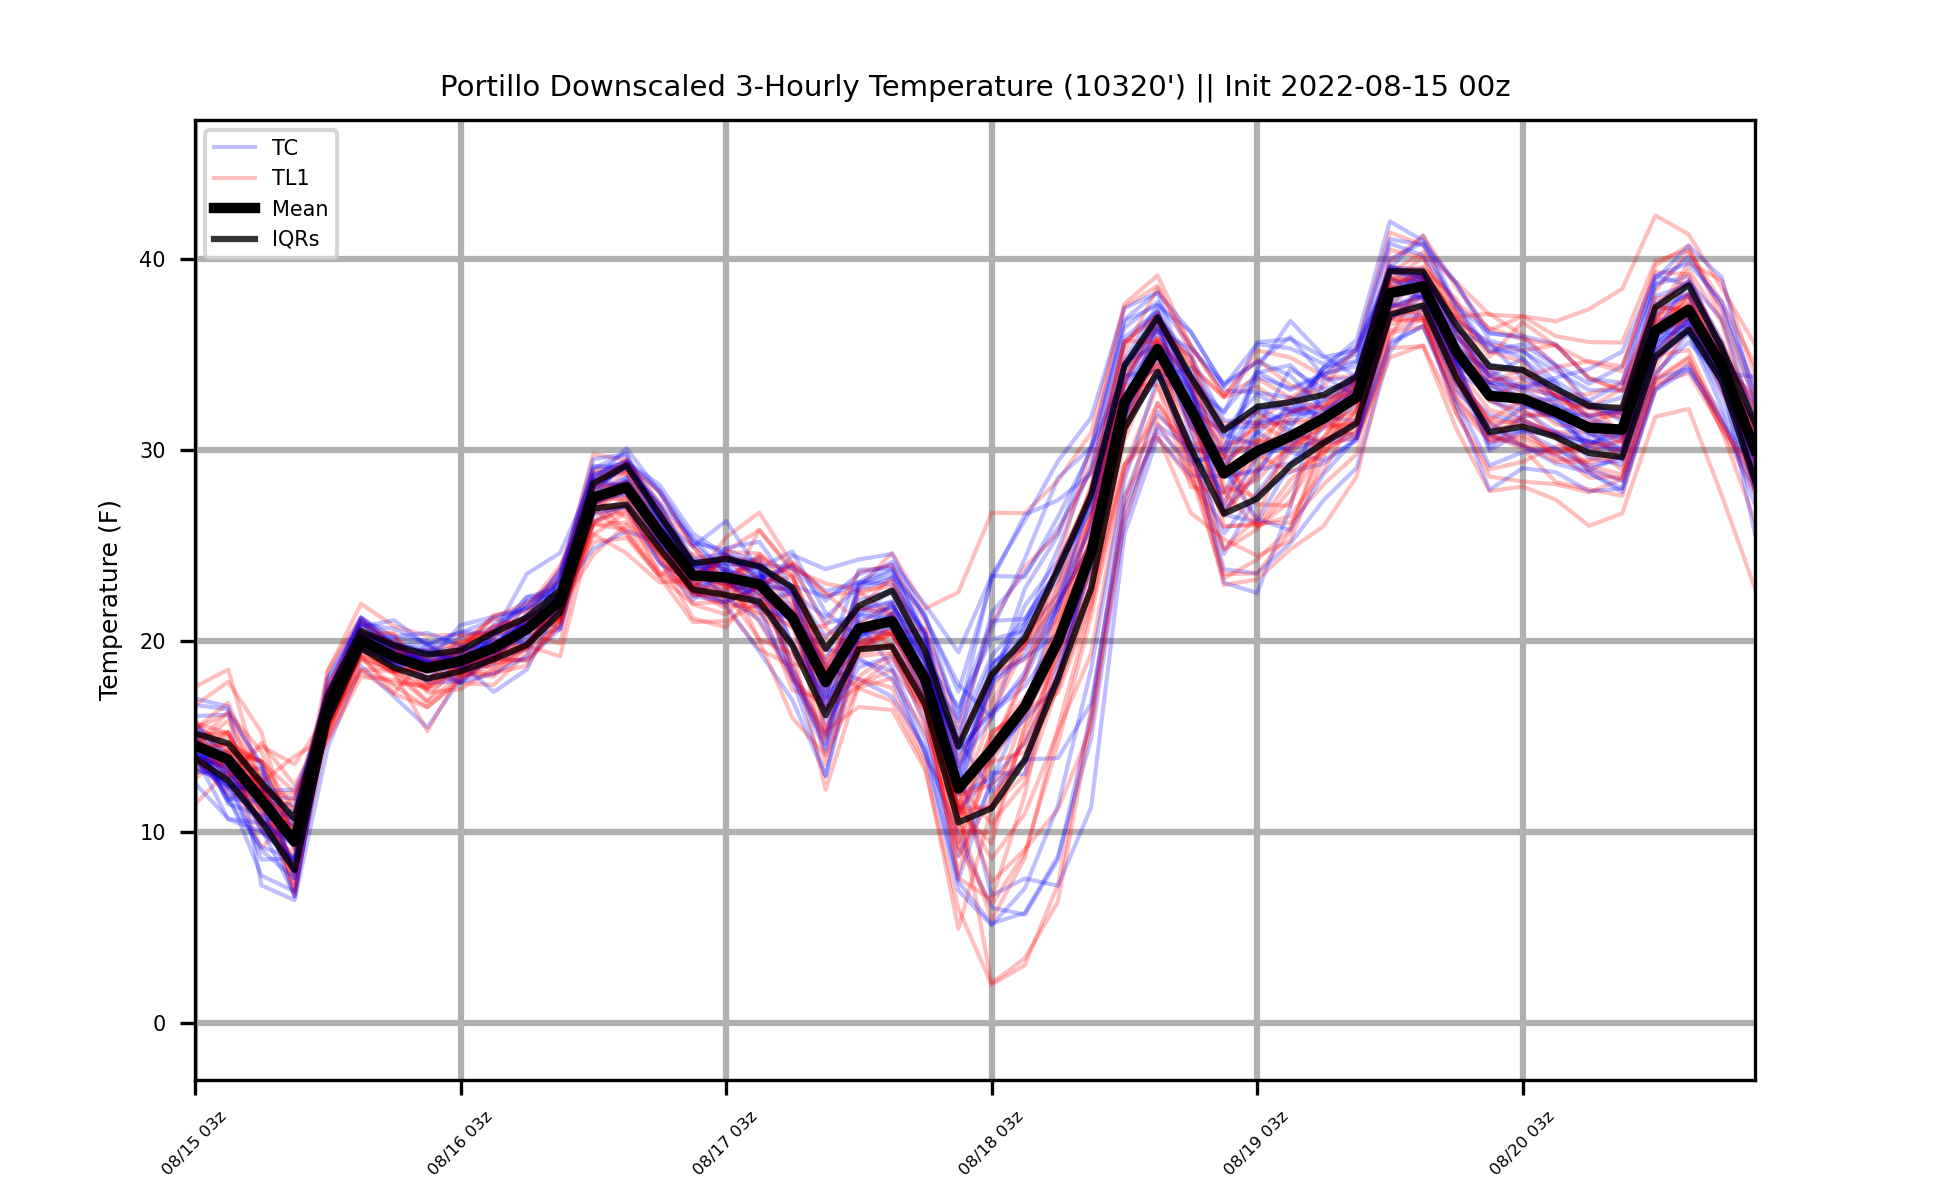 Portillo Downscaled 3-Hourly Temperature (10320') || Init 2022-08-15 00z
TC
TL1
Mean
IQRs
Temperature (F)
40
30
20
10
0
08/15 03z
08/16 03z
08/17 03z
08/18 03z
08/19 03z
08/20 03z